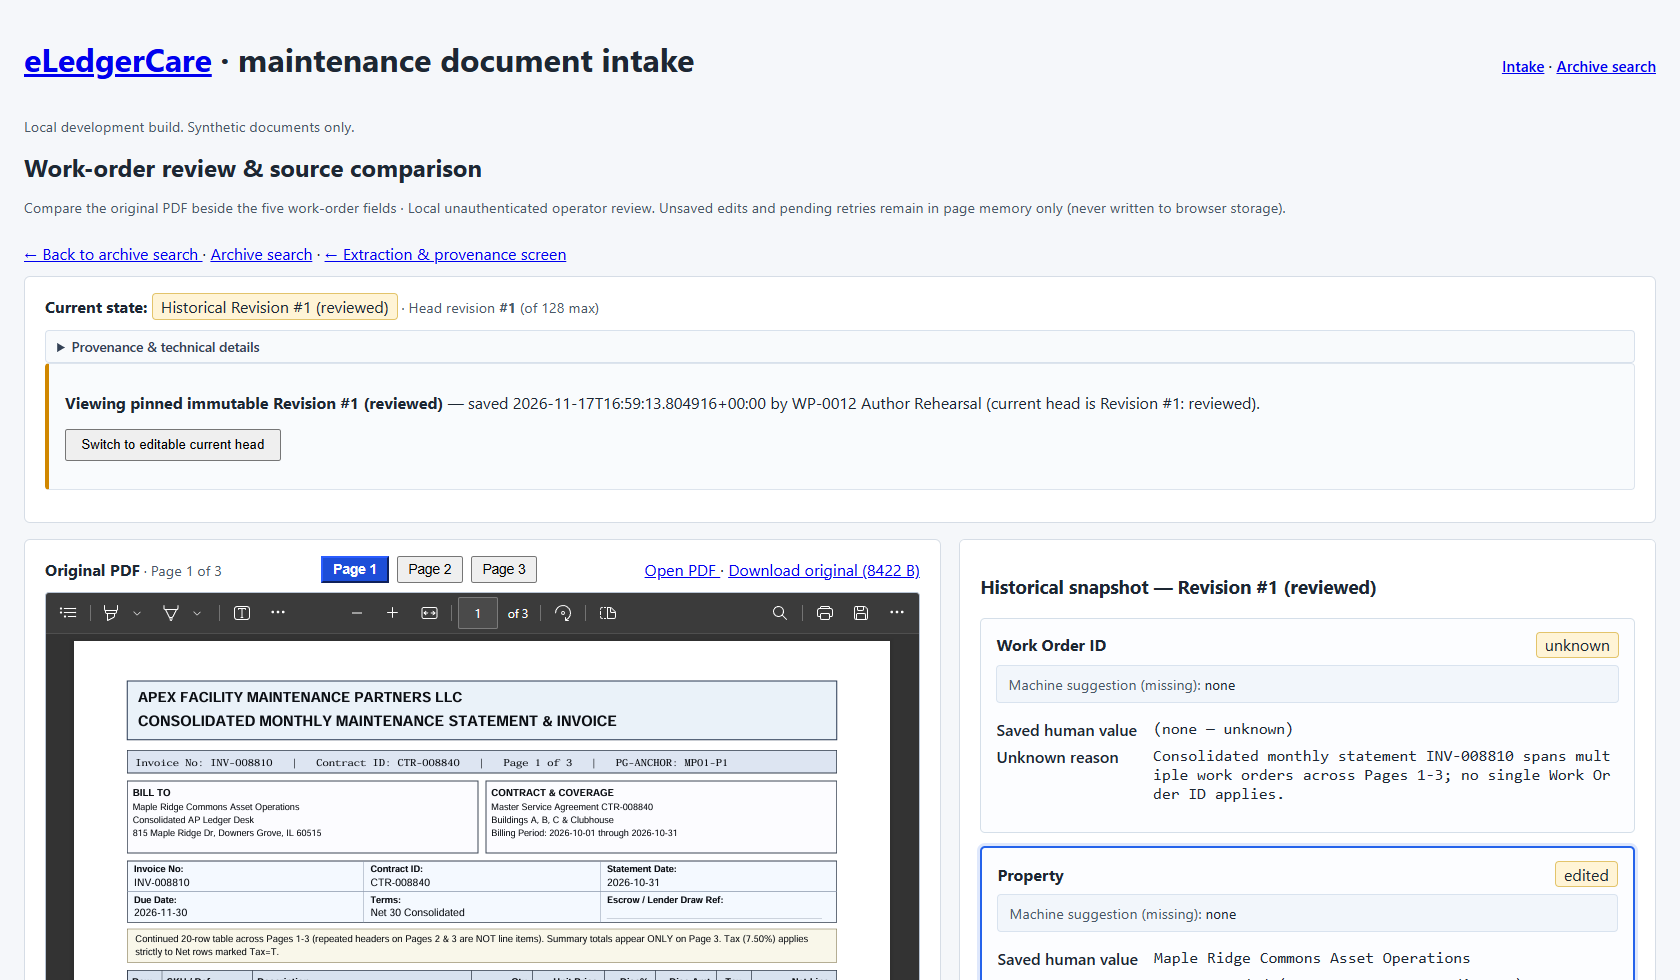 eLedgerCare · maintenance document intake
Intake · Archive search
Local development build. Synthetic documents only.
Work-order review & source comparison
Compare the original PDF beside the five work-order fields · Local unauthenticated operator review. Unsaved edits and pending retries remain in page memory only (never written to browser storage).
← Back to archive search · Archive search · ← Extraction & provenance screen
Current state: Historical Revision #1 (reviewed) · Head revision #1 (of 128 max)
▶ Provenance & technical details
Viewing pinned immutable Revision #1 (reviewed) — saved 2026-11-17T16:59:13.804916+00:00 by WP-0012 Author Rehearsal (current head is Revision #1: reviewed).
Switch to editable current head
Original PDF · Page 1 of 3
Page 1
Page 2
Page 3
Open PDF · Download original (8422 B)
1 of 3
APEX FACILITY MAINTENANCE PARTNERS LLC
CONSOLIDATED MONTHLY MAINTENANCE STATEMENT & INVOICE
Invoice No: INV-008810 | Contract ID: CTR-008840 | Page 1 of 3 | PG-ANCHOR: MP01-P1
BILL TO
Maple Ridge Commons Asset Operations
Consolidated AP Ledger Desk
815 Maple Ridge Dr, Downers Grove, IL 60515
CONTRACT & COVERAGE
Master Service Agreement CTR-008840
Buildings A, B, C & Clubhouse
Billing Period: 2026-10-01 through 2026-10-31
Invoice No:
INV-008810
Contract ID:
CTR-008840
Statement Date:
2026-10-31
Due Date:
2026-11-30
Terms:
Net 30 Consolidated
Escrow / Lender Draw Ref:
Continued 20-row table across Pages 1-3 (repeated headers on Pages 2 & 3 are NOT line items). Summary totals appear ONLY on Page 3. Tax (7.50%) applies
strictly to Net rows marked Tax=T.
Historical snapshot — Revision #1 (reviewed)
Work Order ID
unknown
Machine suggestion (missing): none
Saved human value (none — unknown)
Unknown reason Consolidated monthly statement INV-008810 spans mult
iple work orders across Pages 1-3; no single Work Or
der ID applies.
Property
edited
Machine suggestion (missing): none
Saved human value Maple Ridge Commons Asset Operations